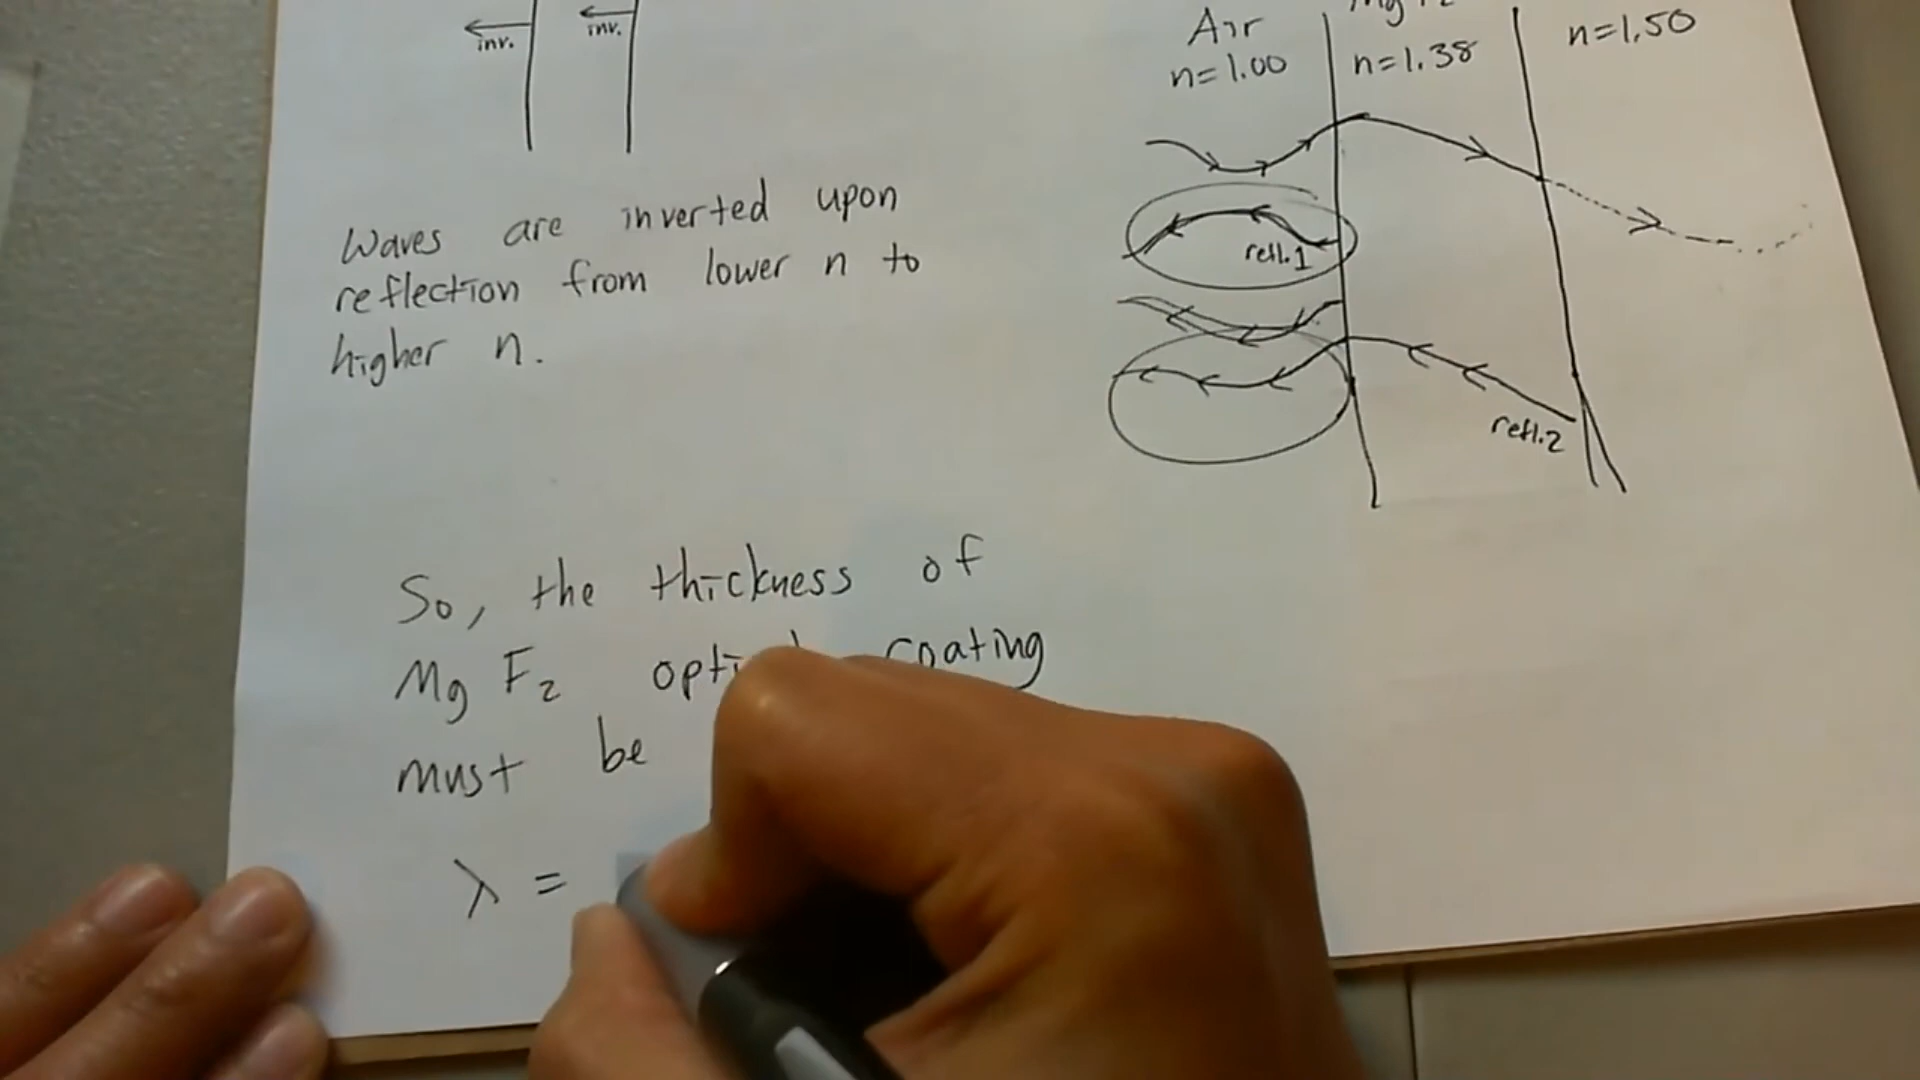 inv.
inv.
Air
n=1.00
n=1.38
n=1.50
Waves are inverted upon
reflection from lower n to
higher n.
refl.1
refl.2
So, the thickness of
Mg F2 coating
must be
λ =